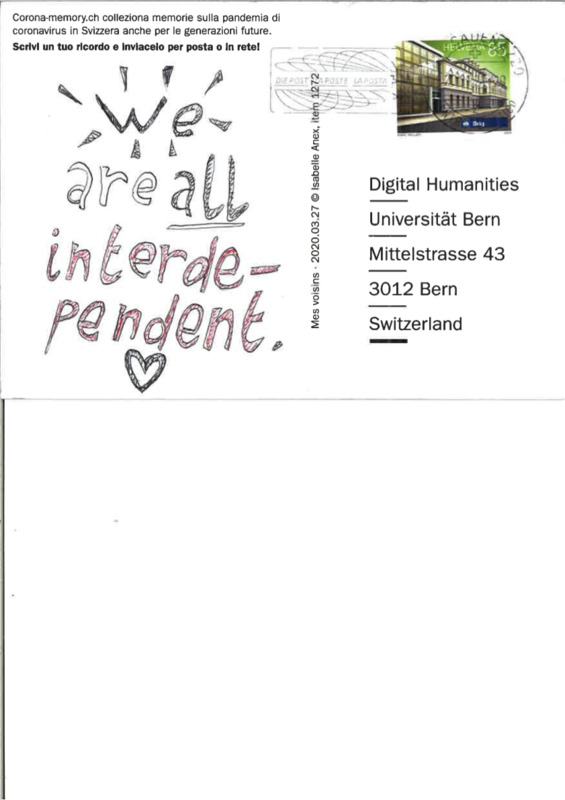 Corona-memory.ch colleziona memorie sulla pandemia di
coronavirus in Svizzera anche per le generazioni future.
Scrivi un tuo ricordo e inviacelo per posta o in rete!
We
are all
interde-
pendent.
Mes voisins · 2020.03.27 © Isabelle Anex, item 1272
DIE POST LA POSTE LA POSTA
HELVETIA 85
Brig
Digital Humanities
Universität Bern
Mittelstrasse 43
3012 Bern
Switzerland